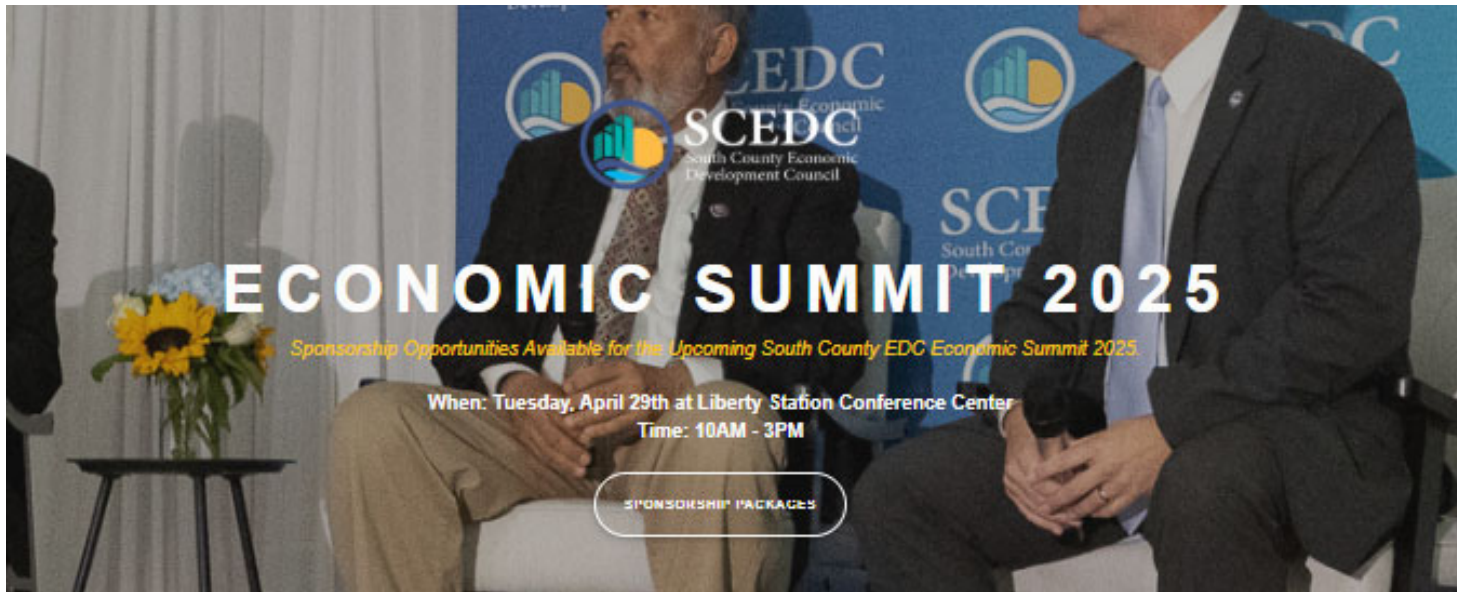 SCEDC
South County Economic
Development Council
ECONOMIC SUMMIT 2025
Sponsorship Opportunities Available for the Upcoming South County EDC Economic Summit 2025.
When: Tuesday, April 29th at Liberty Station Conference Center
Time: 10AM - 3PM
SPONSORSHIP PACKAGES